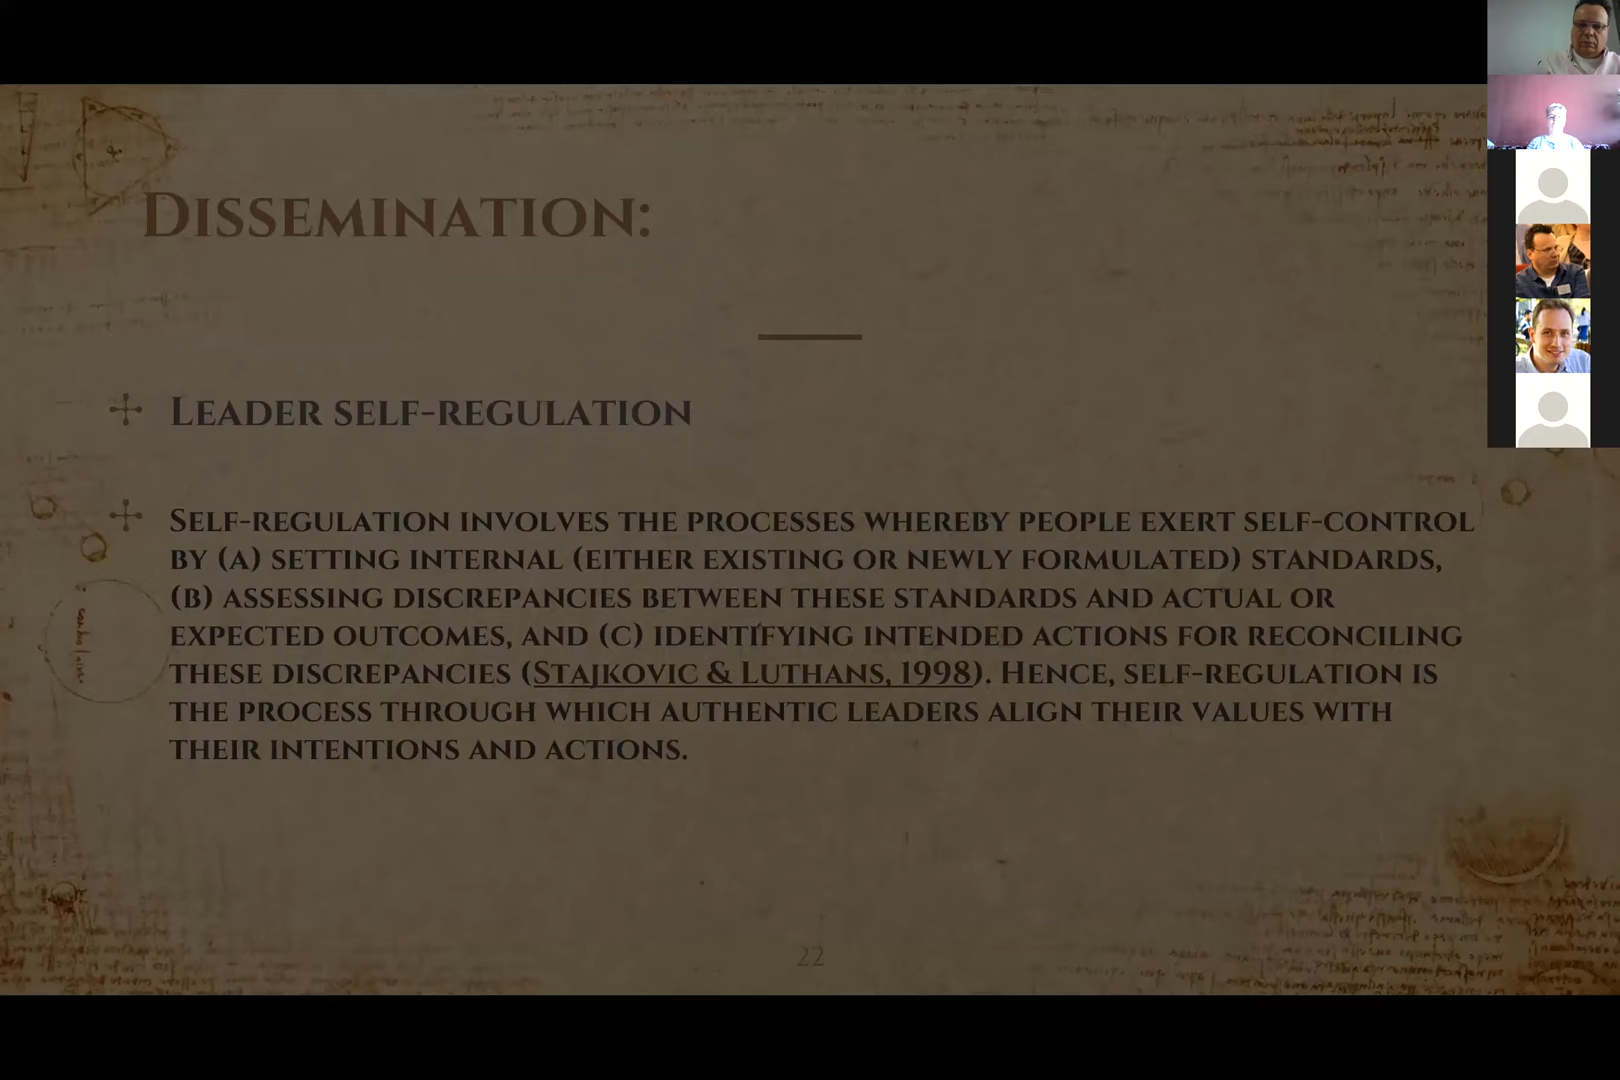 Dissemination:
Leader self-regulation
Self-regulation involves the processes whereby people exert self-control
by (a) setting internal (either existing or newly formulated) standards,
(b) assessing discrepancies between these standards and actual or
expected outcomes, and (c) identifying intended actions for reconciling
these discrepancies (Stajkovic & Luthans, 1998). Hence, self-regulation is
the process through which authentic leaders align their values with
their intentions and actions.
22